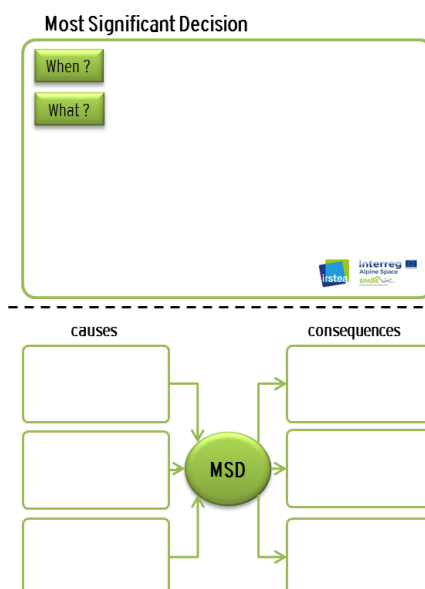 Most Significant Decision
When ?
What ?
irstea
Interreg
Alpine Space
SPARE
causes
consequences
MSD